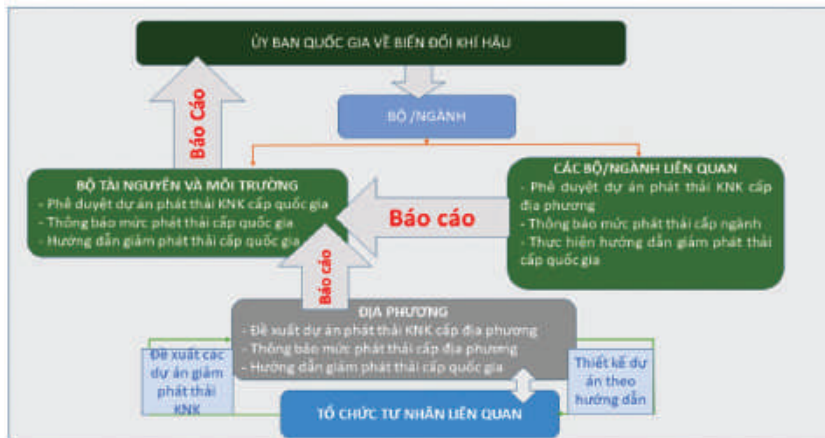 ỦY BAN QUỐC GIA VỀ BIẾN ĐỔI KHÍ HẬU
BỘ /NGÀNH
Báo Cáo
BỘ TÀI NGUYÊN VÀ MÔI TRƯỜNG
- Phê duyệt dự án phát thải KNK cấp quốc gia
- Thông báo mức phát thải cấp quốc gia
- Hướng dẫn giảm phát thải cấp quốc gia
Báo cáo
CÁC BỘ/NGÀNH LIÊN QUAN
- Phê duyệt dự án phát thải KNK cấp
địa phương
- Thông báo mức phát thải cấp ngành
- Thực hiện hướng dẫn giảm phát thải
cấp quốc gia
Báo cáo
ĐỊA PHƯƠNG
- Đề xuất dự án phát thải KNK cấp địa phương
- Thông báo mức phát thải cấp địa phương
- Hướng dẫn giảm phát thải cấp quốc gia
Đề xuất các
dự án giảm
phát thải
KNK
Thiết kế dự
án theo
hướng dẫn
TỔ CHỨC TƯ NHÂN LIÊN QUAN